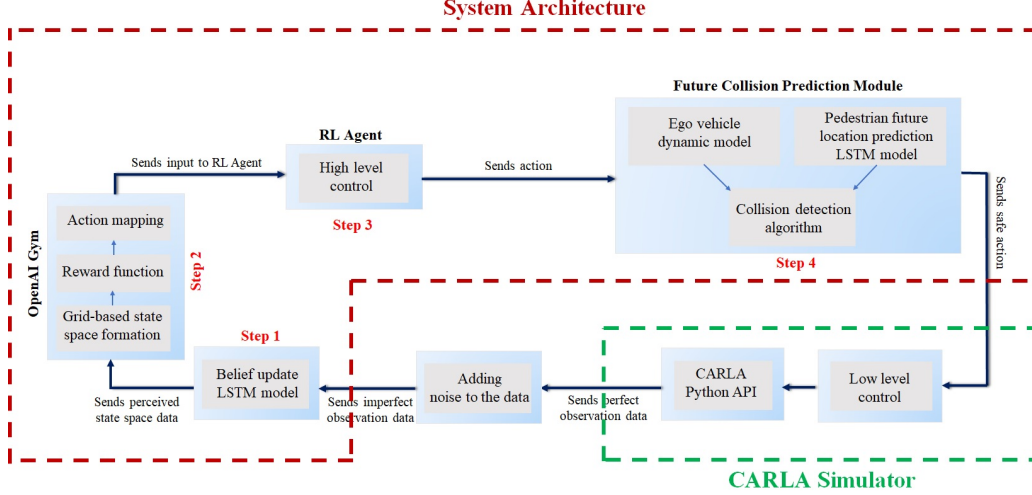 System Architecture
Future Collision Prediction Module
Ego vehicle
dynamic model
Pedestrian future
location prediction
LSTM model
Collision detection
algorithm
Step 4
RL Agent
High level
control
Step 3
Sends input to RL Agent
Sends action
Sends safe action
OpenAI Gym
Action mapping
Reward function
Grid-based state
space formation
Step 2
Step 1
Belief update
LSTM model
Sends perceived
state space data
Sends imperfect
observation data
Adding
noise to the data
Sends perfect
observation data
CARLA
Python API
Low level
control
CARLA Simulator